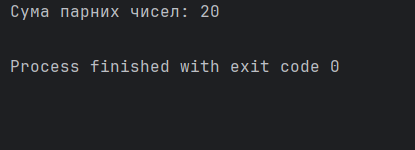 Сума парних чисел: 20
Process finished with exit code 0